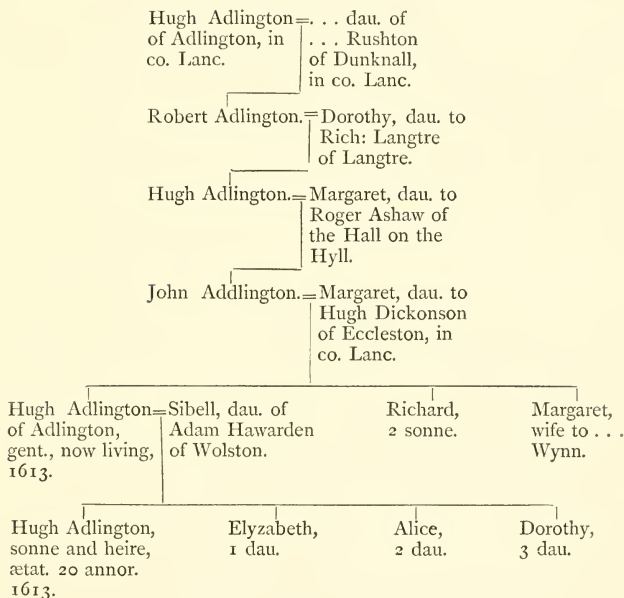 Hugh Adlington=. . . dau. of
of Adlington, in
co. Lanc.
. . . Rushton
of Dunknall,
in co. Lanc.
Robert Adlington.=Dorothy, dau. to
Rich: Langtre
of Langtre.
Hugh Adlington.=Margaret, dau. to
Roger Ashaw of
the Hall on the
Hyll.
John Addlington.=Margaret, dau. to
Hugh Dickonson
of Eccleston, in
co. Lanc.
Hugh Adlington=Sibell, dau. of
of Adlington,
gent., now living,
1613.
Adam Hawarden
of Wolston.
Richard,
2 sonne.
Margaret,
wife to . . .
Wynn.
Hugh Adlington,
sonne and heire,
ætat. 20 annor.
1613.
Elyzabeth,
1 dau.
Alice,
2 dau.
Dorothy,
3 dau.